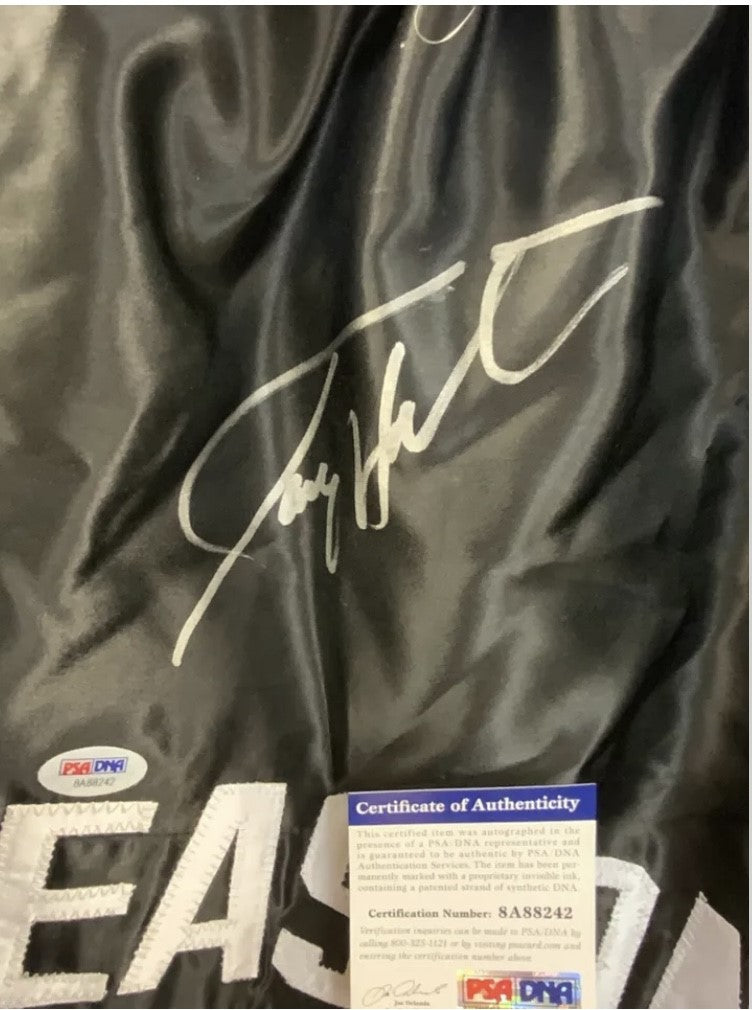 PSA DNA
8A88242
EAS
Certificate of Authenticity
This certified item was autographed in the
presence of a PSA/DNA representative and
is guaranteed to be authentic by PSA/DNA
Authentication Services. The item has been per-
manently marked with a proprietary invisible ink,
containing a patented strand of synthetic DNA.
Certification Number: 8A88242
Verification inquiries can be made to PSA/DNA by
calling 800-325-1121 or by visiting psacard.com and
entering the certification number above
Joe Orlando
PSA DNA